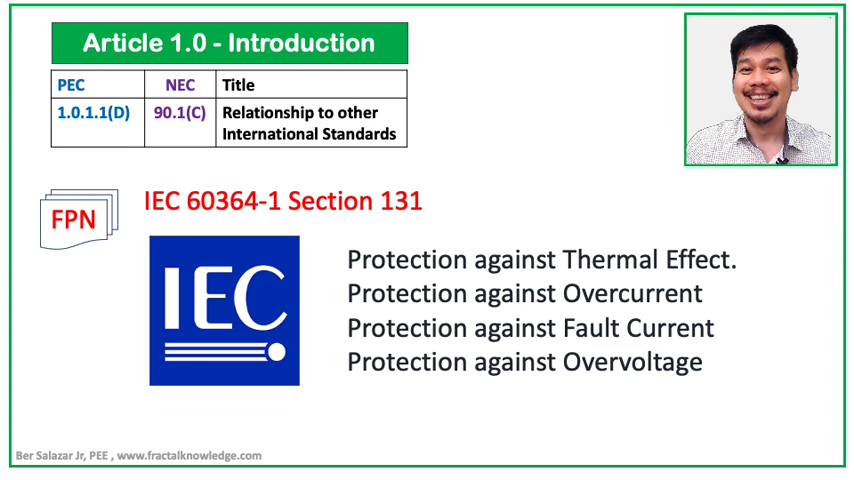 Article 1.0 - Introduction
PEC NEC Title
1.0.1.1(D) 90.1(C) Relationship to other
International Standards
FPN
IEC 60364-1 Section 131
IEC
Protection against Thermal Effect.
Protection against Overcurrent
Protection against Fault Current
Protection against Overvoltage
Ber Salazar Jr, PEE , www.fractalknowledge.com